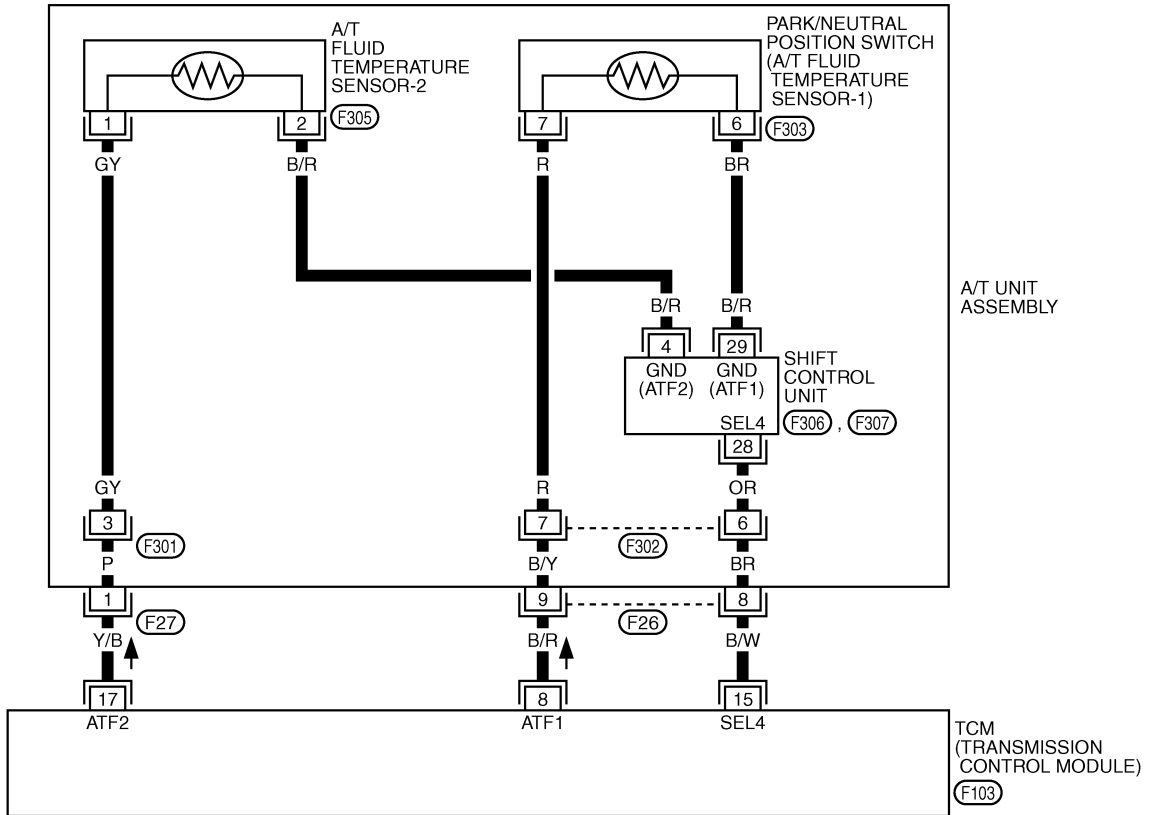 A/T
FLUID
TEMPERATURE
SENSOR-2
PARK/NEUTRAL
POSITION SWITCH
(A/T FLUID
TEMPERATURE
SENSOR-1)
1
2
F305
7
6
F303
GY
B/R
R
BR
A/T UNIT
ASSEMBLY
B/R
B/R
4
29
GND
(ATF2)
GND
(ATF1)
SHIFT
CONTROL
UNIT
SEL4
F306 , F307
28
GY
R
OR
3
7
6
F301
F302
P
B/Y
BR
1
9
8
F27
F26
Y/B
B/R
B/W
17
8
15
ATF2
ATF1
SEL4
TCM
(TRANSMISSION
CONTROL MODULE)
F103